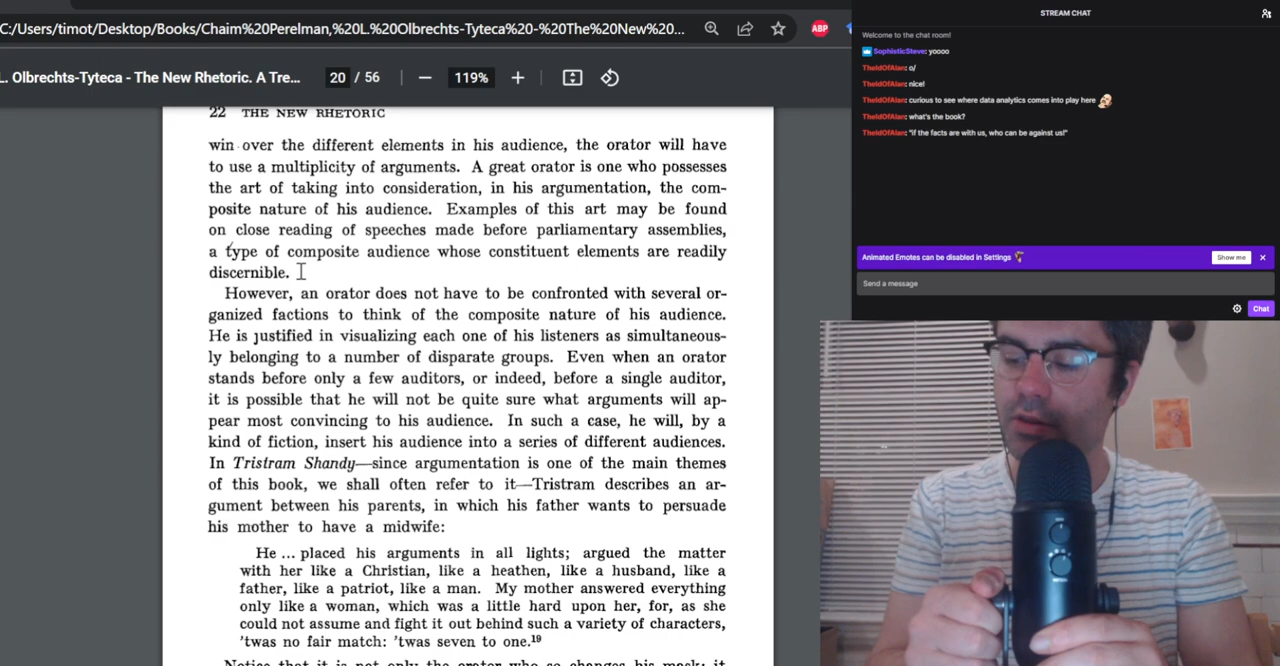 C:/Users/timot/Desktop/Books/Chaim%20Perelman,%20L.%20Olbrechts-Tyteca%20-%20The%20New%20Rhetoric...
ABP
L. Olbrechts-Tyteca - The New Rhetoric. A Tre...
20 / 56
119%
22 THE NEW RHETORIC
win over the different elements in his audience, the orator will have
to use a multiplicity of arguments. A great orator is one who possesses
the art of taking into consideration, in his argumentation, the com-
posite nature of his audience. Examples of this art may be found
on close reading of speeches made before parliamentary assemblies,
a type of composite audience whose constituent elements are readily
discernible.
However, an orator does not have to be confronted with several or-
ganized factions to think of the composite nature of his audience.
He is justified in visualizing each one of his listeners as simultaneous-
ly belonging to a number of disparate groups. Even when an orator
stands before only a few auditors, or indeed, before a single auditor,
it is possible that he will not be quite sure what arguments will ap-
pear most convincing to his audience. In such a case, he will, by a
kind of fiction, insert his audience into a series of different audiences.
In Tristram Shandy—since argumentation is one of the main themes
of this book, we shall often refer to it—Tristram describes an ar-
gument between his parents, in which his father wants to persuade
his mother to have a midwife:
He ... placed his arguments in all lights; argued the matter
with her like a Christian, like a heathen, like a husband, like a
father, like a patriot, like a man. My mother answered everything
only like a woman, which was a little hard upon her, for, as she
could not assume and fight it out behind such a variety of characters,
'twas no fair match: 'twas seven to one.¹⁹
Notice that it is not only the orator who so changes his mask: it
STREAM CHAT
Welcome to the chat room!
SophisticSteve: yoooo
TheIdOfAlan: o/
TheIdOfAlan: nice!
TheIdOfAlan: curious to see where data analytics comes into play here
TheIdOfAlan: what's the book?
TheIdOfAlan: "if the facts are with us, who can be against us!"
Animated Emotes can be disabled in Settings
Show me
Send a message
Chat